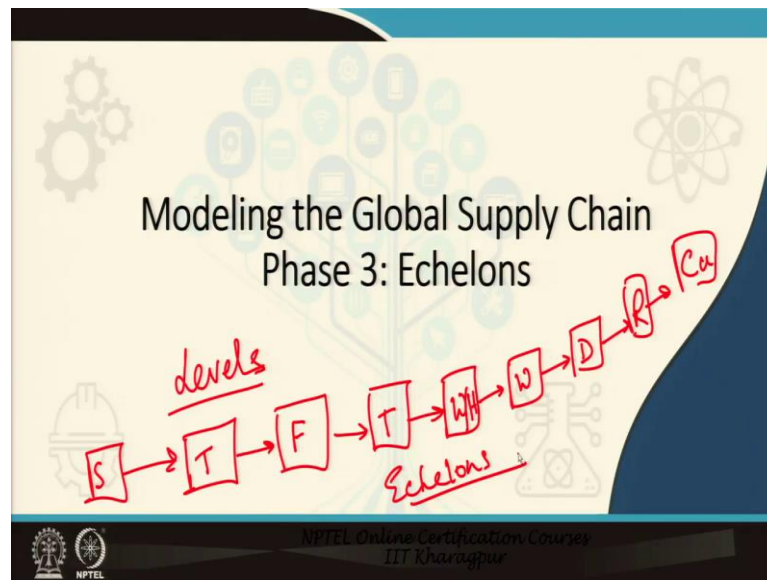 Modeling the Global Supply Chain
Phase 3: Echelons
Levels
S → T → F → T → WH → W → D → R → Cu
Echelons
NPTEL Online Certification Courses
IIT Kharagpur
NPTEL